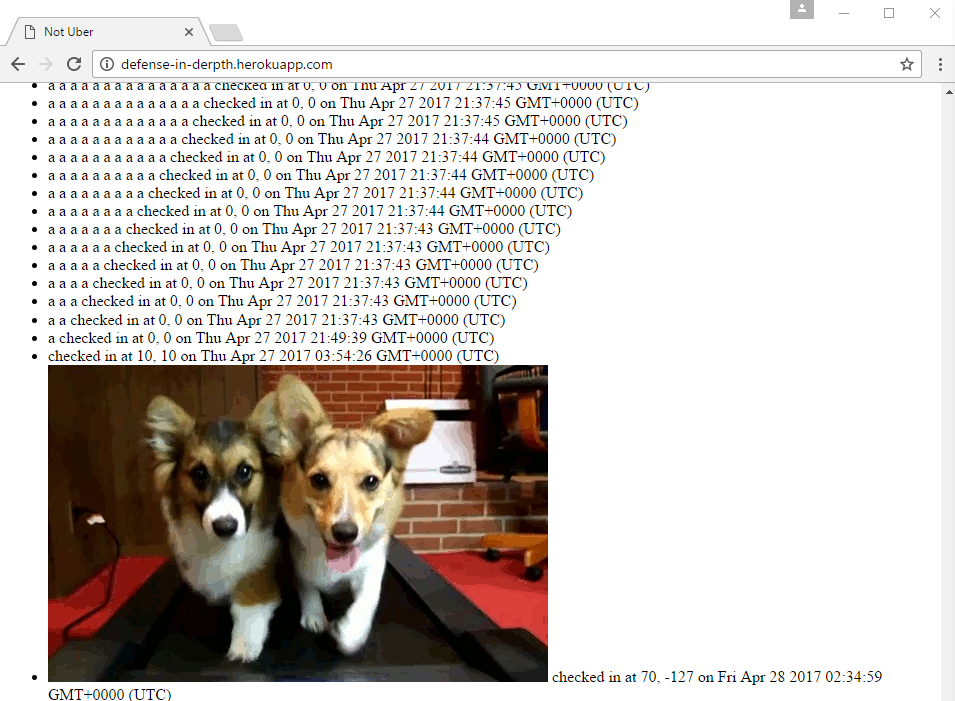 a a a a a a a a a a a a a a a checked in at 0, 0 on Thu Apr 27 2017 21:37:45 GMT+0000 (UTC)
Not Uber
defense-in-derpth.herokuapp.com
a a a a a a a a a a a a a a checked in at 0, 0 on Thu Apr 27 2017 21:37:45 GMT+0000 (UTC)
a a a a a a a a a a a a a checked in at 0, 0 on Thu Apr 27 2017 21:37:45 GMT+0000 (UTC)
a a a a a a a a a a a a checked in at 0, 0 on Thu Apr 27 2017 21:37:44 GMT+0000 (UTC)
a a a a a a a a a a a checked in at 0, 0 on Thu Apr 27 2017 21:37:44 GMT+0000 (UTC)
a a a a a a a a a a checked in at 0, 0 on Thu Apr 27 2017 21:37:44 GMT+0000 (UTC)
a a a a a a a a a checked in at 0, 0 on Thu Apr 27 2017 21:37:44 GMT+0000 (UTC)
a a a a a a a a checked in at 0, 0 on Thu Apr 27 2017 21:37:44 GMT+0000 (UTC)
a a a a a a a checked in at 0, 0 on Thu Apr 27 2017 21:37:43 GMT+0000 (UTC)
a a a a a a checked in at 0, 0 on Thu Apr 27 2017 21:37:43 GMT+0000 (UTC)
a a a a a checked in at 0, 0 on Thu Apr 27 2017 21:37:43 GMT+0000 (UTC)
a a a a checked in at 0, 0 on Thu Apr 27 2017 21:37:43 GMT+0000 (UTC)
a a a checked in at 0, 0 on Thu Apr 27 2017 21:37:43 GMT+0000 (UTC)
a a checked in at 0, 0 on Thu Apr 27 2017 21:37:43 GMT+0000 (UTC)
a checked in at 0, 0 on Thu Apr 27 2017 21:49:39 GMT+0000 (UTC)
checked in at 10, 10 on Thu Apr 27 2017 03:54:26 GMT+0000 (UTC)
checked in at 70, -127 on Fri Apr 28 2017 02:34:59
GMT+0000 (UTC)